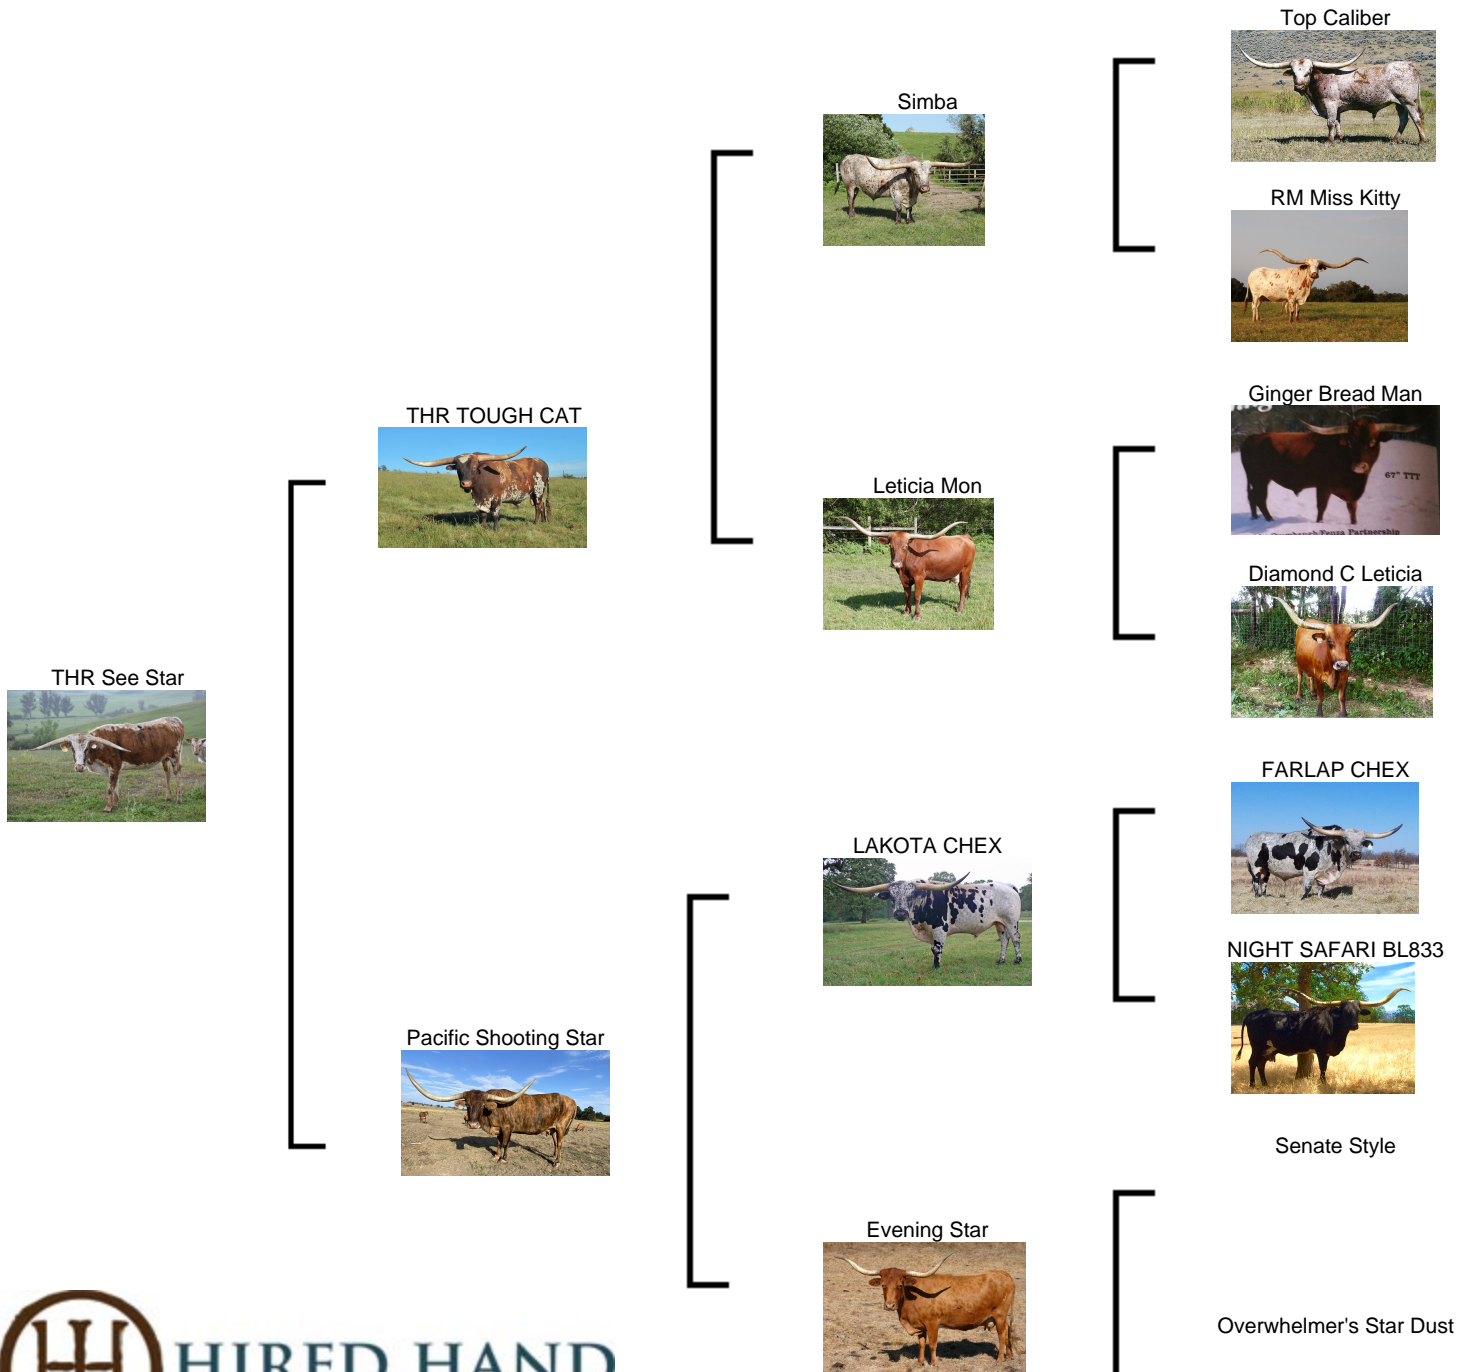 Top Caliber
Simba
RM Miss Kitty
Ginger Bread Man
67" TTT
THR TOUGH CAT
Leticia Mon
Diamond C Leticia
THR See Star
FARLAP CHEX
LAKOTA CHEX
NIGHT SAFARI BL833
Pacific Shooting Star
Senate Style
Evening Star
Overwhelmer's Star Dust
HIRED HAND